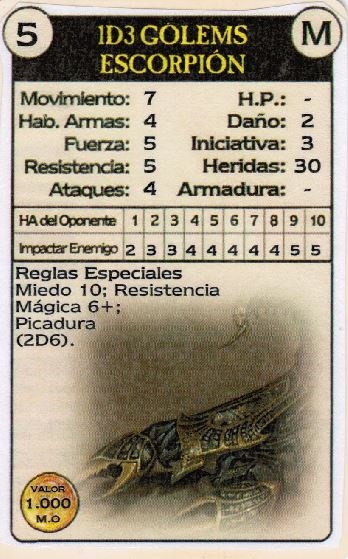 5
1D3 GÓLEMS
ESCORPIÓN
M
Movimiento: 7 H.P.: -
Hab. Armas: 4 Daño: 2
Fuerza: 5 Iniciativa: 3
Resistencia: 5 Heridas: 30
Ataques: 4 Armadura: -
HA del Oponente 1 2 3 4 5 6 7 8 9 10
Impactar Enemigo 2 3 3 4 4 4 4 4 5 5
Reglas Especiales
Miedo 10; Resistencia
Mágica 6+;
Picadura
(2D6).
VALOR
1.000
M.O